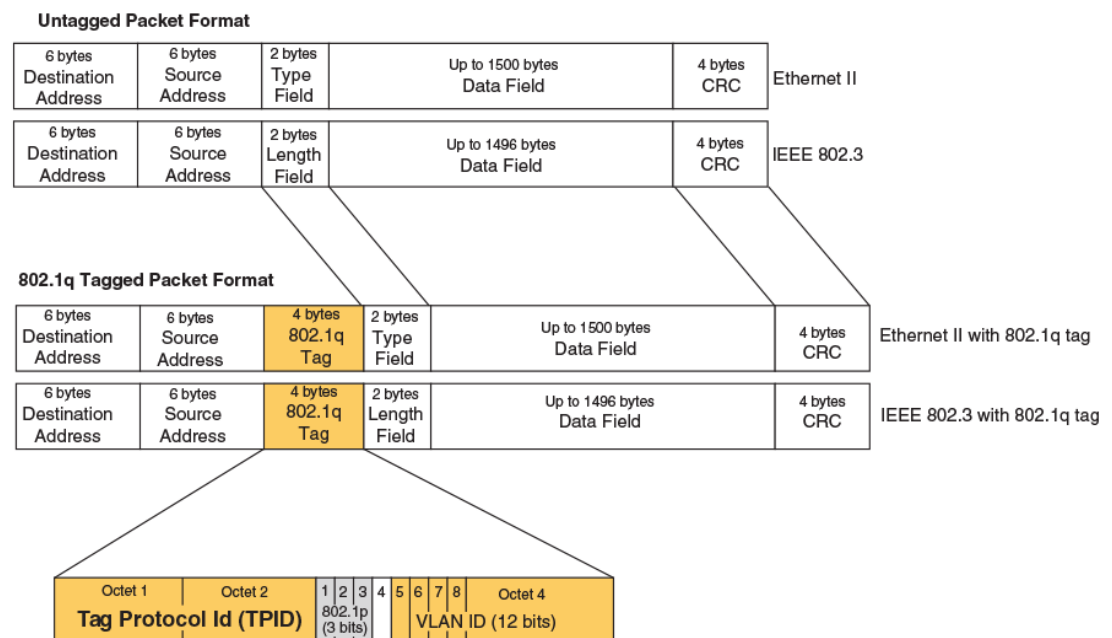 Untagged Packet Format
6 bytes
Destination
Address
6 bytes
Source
Address
2 bytes
Type
Field
Up to 1500 bytes
Data Field
4 bytes
CRC
Ethernet II
6 bytes
Destination
Address
6 bytes
Source
Address
2 bytes
Length
Field
Up to 1496 bytes
Data Field
4 bytes
CRC
IEEE 802.3
802.1q Tagged Packet Format
6 bytes
Destination
Address
6 bytes
Source
Address
4 bytes
802.1q
Tag
2 bytes
Type
Field
Up to 1500 bytes
Data Field
4 bytes
CRC
Ethernet II with 802.1q tag
6 bytes
Destination
Address
6 bytes
Source
Address
4 bytes
802.1q
Tag
2 bytes
Length
Field
Up to 1496 bytes
Data Field
4 bytes
CRC
IEEE 802.3 with 802.1q tag
Octet 1
Octet 2
1 2 3 4 5 6 7 8
Octet 4
Tag Protocol Id (TPID)
802.1p
(3 bits)
VLAN ID (12 bits)